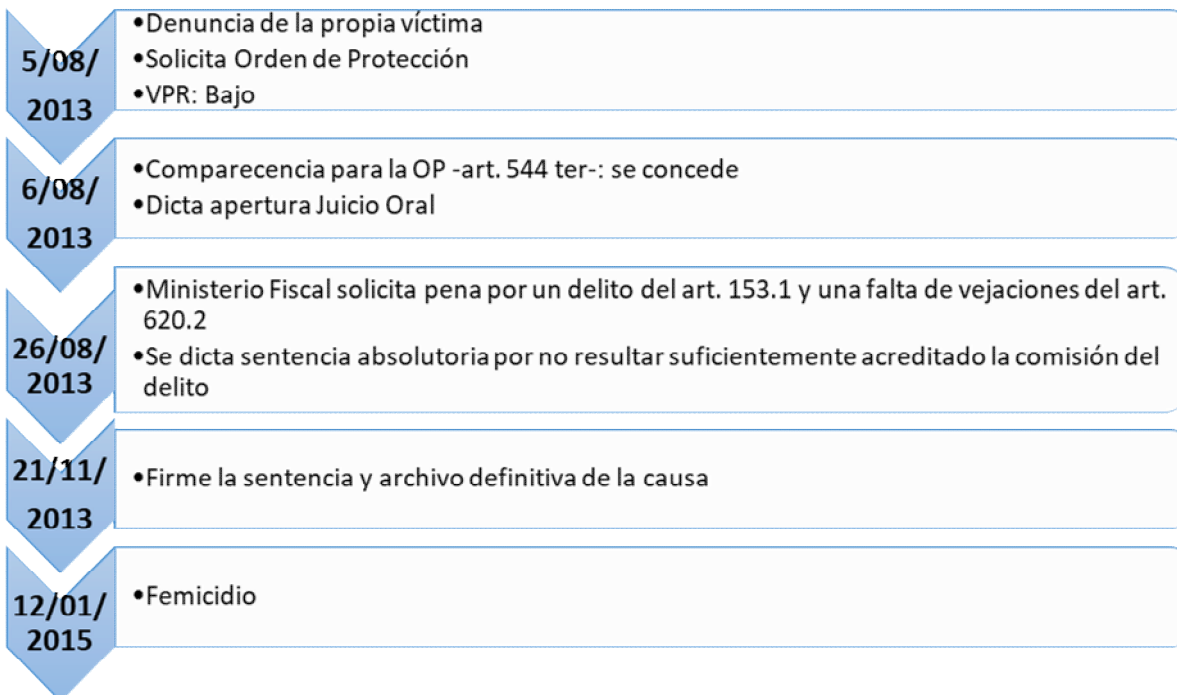 5/08/
2013
•Denuncia de la propia víctima
•Solicita Orden de Protección
•VPR: Bajo
6/08/
2013
•Comparecencia para la OP -art. 544 ter-: se concede
•Dicta apertura Juicio Oral
26/08/
2013
•Ministerio Fiscal solicita pena por un delito del art. 153.1 y una falta de vejaciones del art.
620.2
•Se dicta sentencia absolutoria por no resultar suficientemente acreditado la comisión del
delito
21/11/
2013
•Firme la sentencia y archivo definitiva de la causa
12/01/
2015
•Femicidio